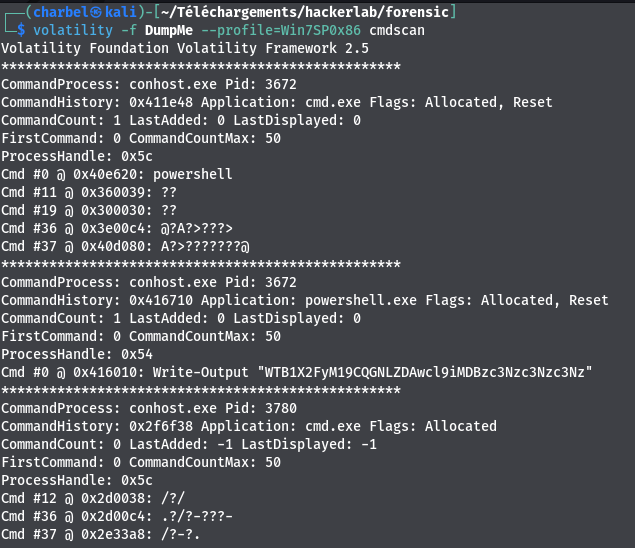 ┌──(charbel㉿kali)-[~/Téléchargements/hackerlab/forensic]
└─$ volatility -f DumpMe --profile=Win7SP0x86 cmdscan
Volatility Foundation Volatility Framework 2.5
**************************************************
CommandProcess: conhost.exe Pid: 3672
CommandHistory: 0x411e48 Application: cmd.exe Flags: Allocated, Reset
CommandCount: 1 LastAdded: 0 LastDisplayed: 0
FirstCommand: 0 CommandCountMax: 50
ProcessHandle: 0x5c
Cmd #0 @ 0x40e620: powershell
Cmd #11 @ 0x360039: ??
Cmd #19 @ 0x300030: ??
Cmd #36 @ 0x3e00c4: @?A?>???>
Cmd #37 @ 0x40d080: A?>???????@
**************************************************
CommandProcess: conhost.exe Pid: 3672
CommandHistory: 0x416710 Application: powershell.exe Flags: Allocated, Reset
CommandCount: 1 LastAdded: 0 LastDisplayed: 0
FirstCommand: 0 CommandCountMax: 50
ProcessHandle: 0x54
Cmd #0 @ 0x416010: Write-Output "WTB1X2FyM19CQGNLZDAwcl9iMDBzc3Nzc3Nzc3Nz"
**************************************************
CommandProcess: conhost.exe Pid: 3780
CommandHistory: 0x2f6f38 Application: cmd.exe Flags: Allocated
CommandCount: 0 LastAdded: -1 LastDisplayed: -1
FirstCommand: 0 CommandCountMax: 50
ProcessHandle: 0x5c
Cmd #12 @ 0x2d0038: /?/
Cmd #36 @ 0x2d00c4: .?/?-???-
Cmd #37 @ 0x2e33a8: /?-?.